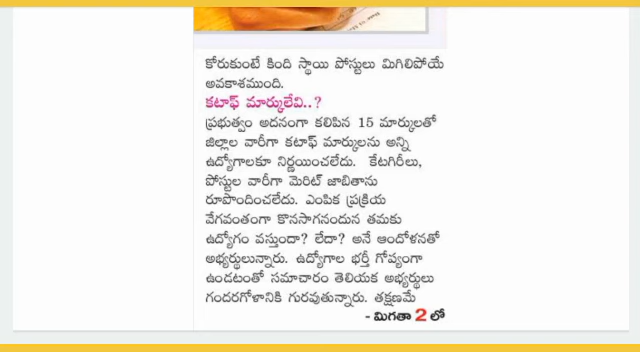 కోరుకుంటే కింది స్థాయి పోస్టులు మిగిలిపోయే
అవకాశముంది.
కటాఫ్ మార్కులేవి..?
ప్రభుత్వం అదనంగా కలిపిన 15 మార్కులతో
జిల్లాల వారీగా కటాఫ్ మార్కులను అన్ని
ఉద్యోగాలకూ నిర్ణయించలేదు. కేటగిరీలు,
పోస్టుల వారీగా మెరిట్ జాబితాను
రూపొందించలేదు. ఎంపిక ప్రక్రియ
వేగవంతంగా కొనసాగనందున తమకు
ఉద్యోగం వస్తుందా? లేదా? అనే ఆందోళనతో
అభ్యర్థులున్నారు. ఉద్యోగాల భర్తీ గోప్యంగా
ఉండటంతో సమాచారం తెలియక అభ్యర్థులు
గందరగోళానికి గురవుతున్నారు. తక్షణమే
- మిగతా 2 లో